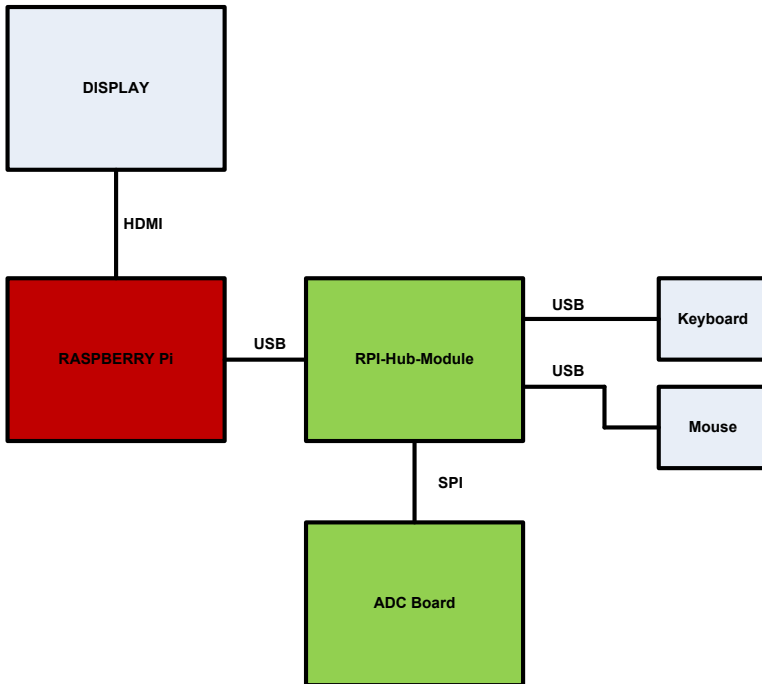 DISPLAY
HDMI
RASPBERRY Pi
USB
RPI-Hub-Module
USB
Keyboard
USB
Mouse
SPI
ADC Board